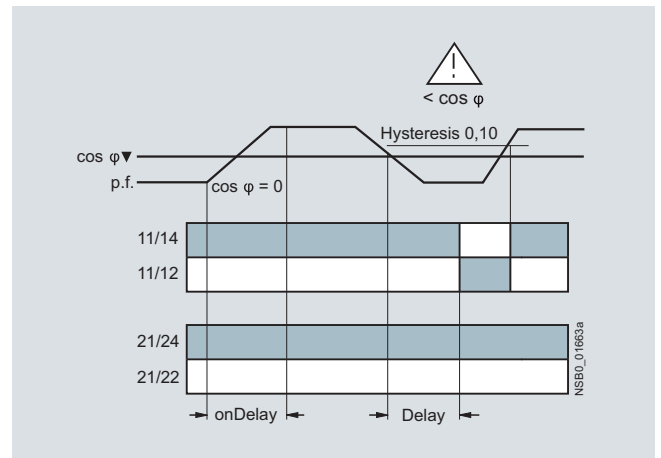 !
< cos φ
Hysteresis 0,10
cos φ▼
p.f.
cos φ = 0
11/14
11/12
21/24
21/22
onDelay
Delay
NSB0_01663a